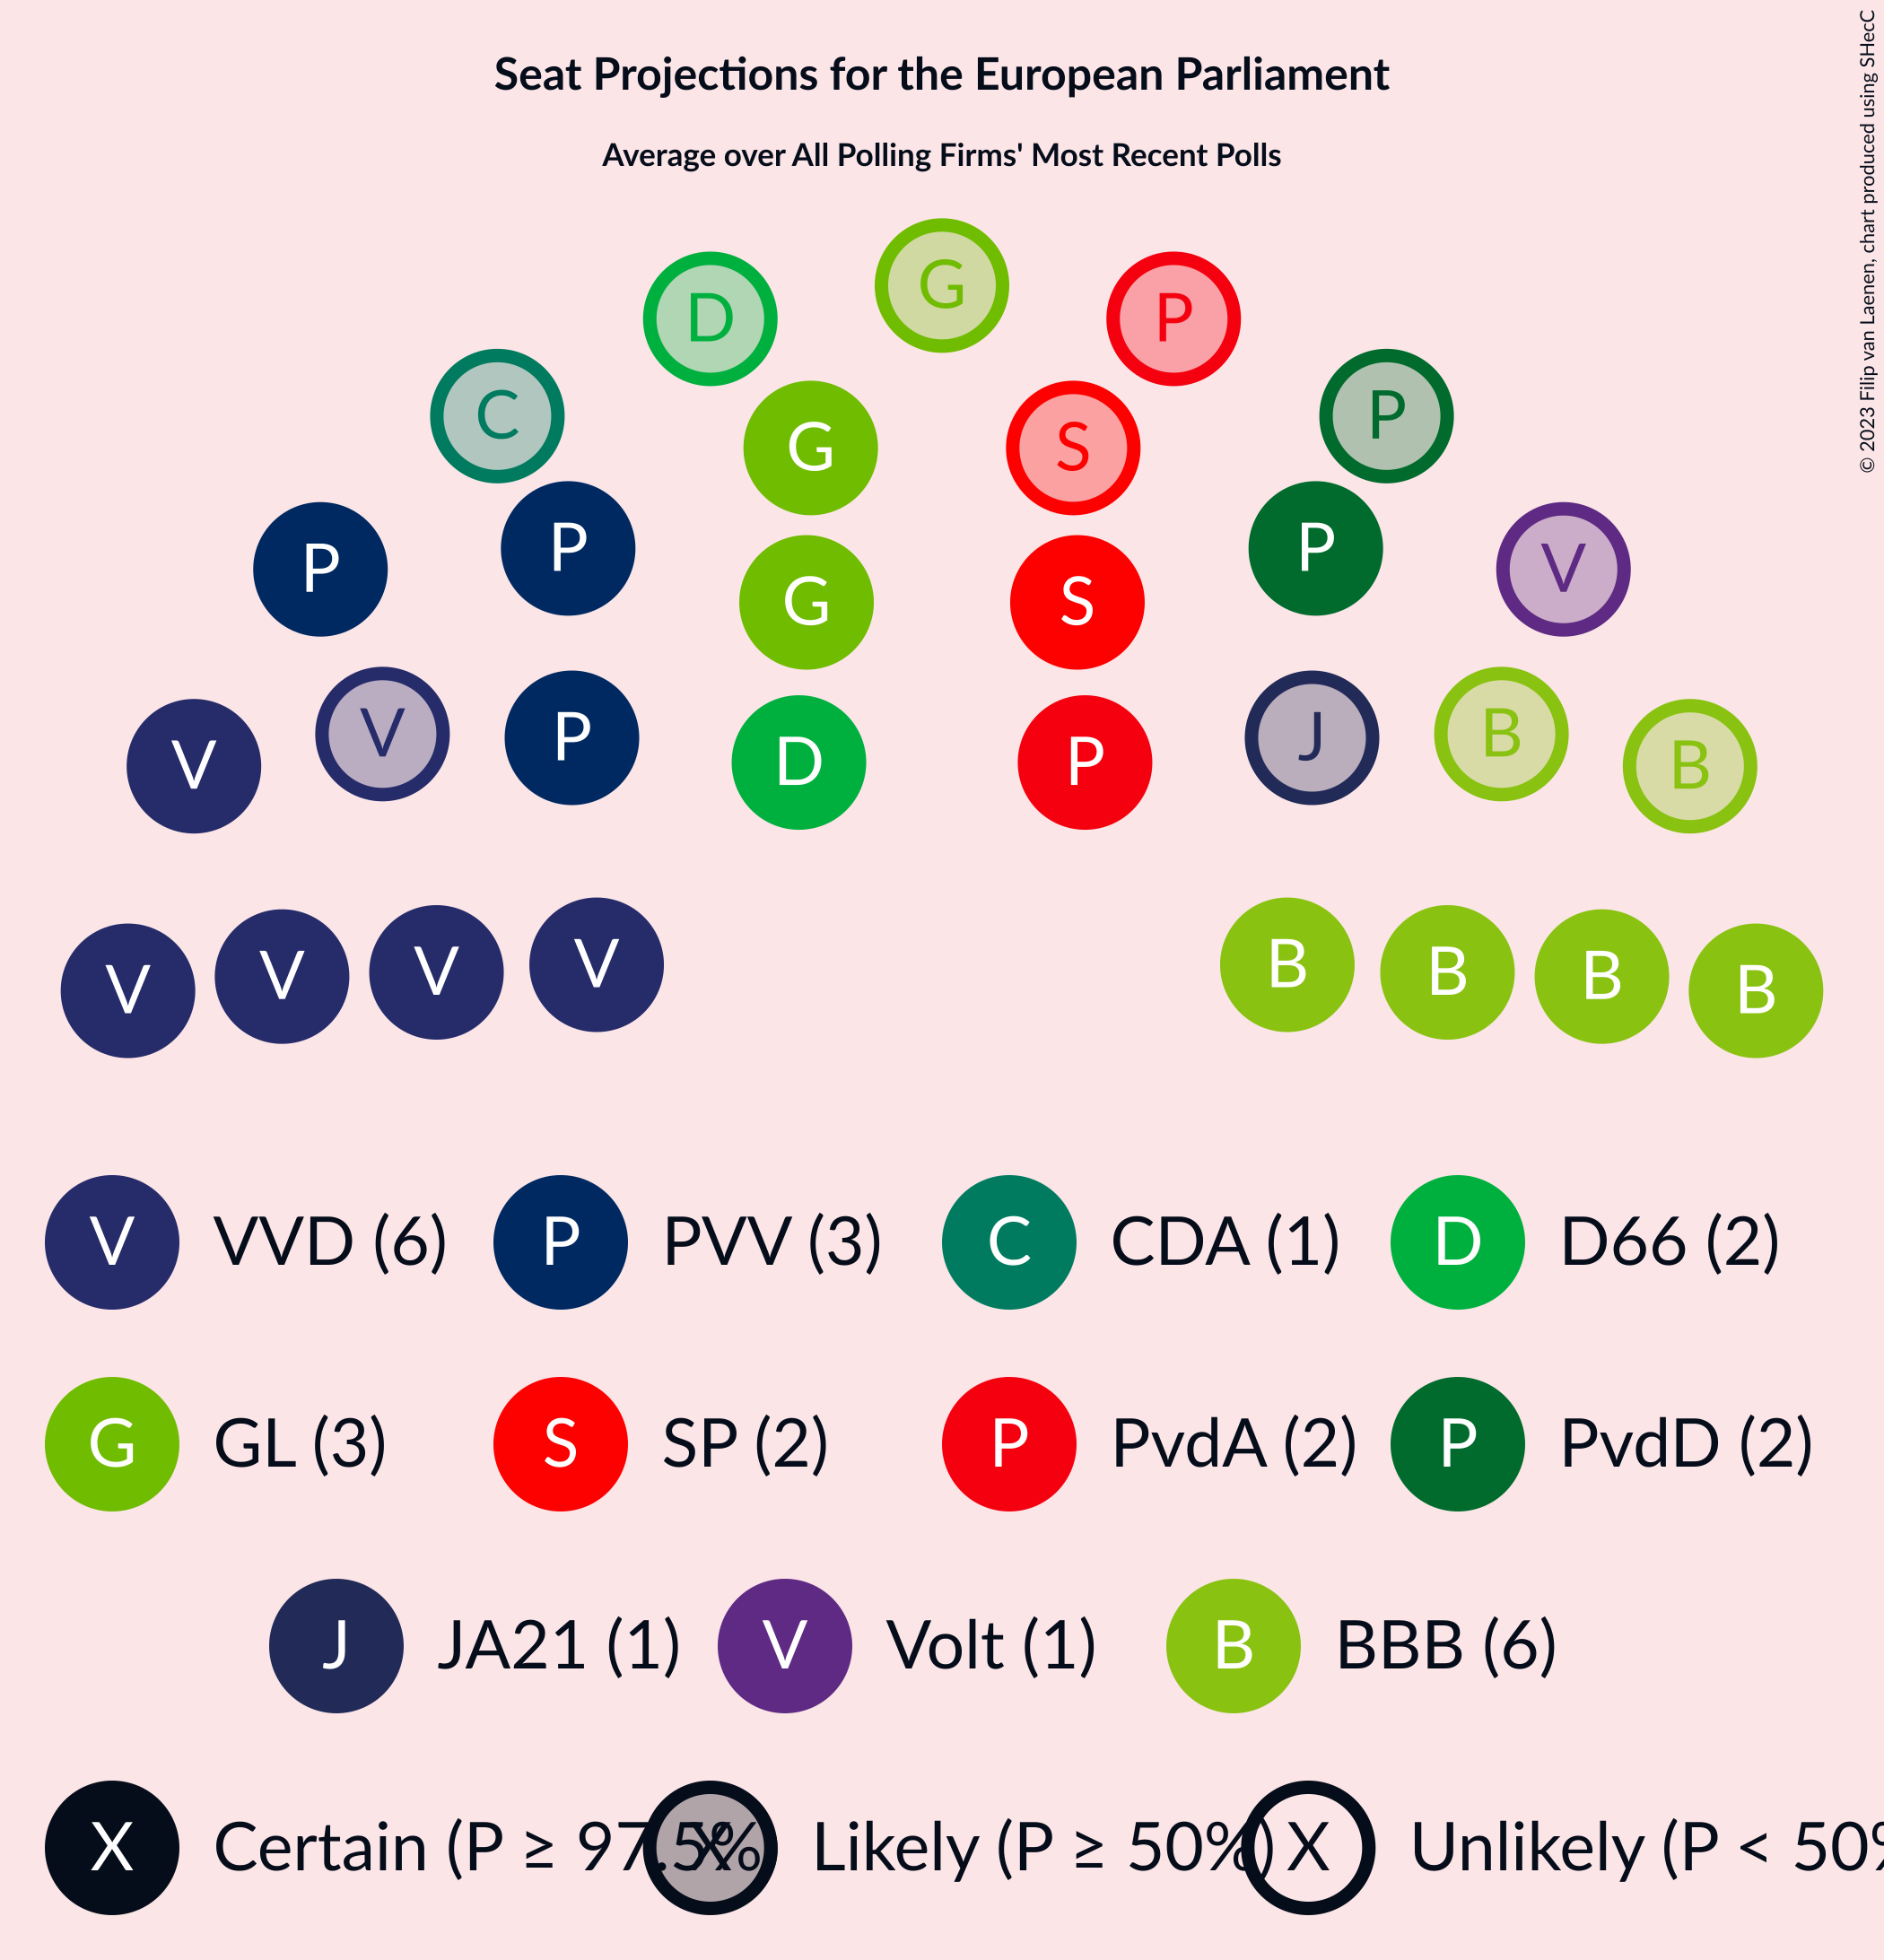 Seat Projections for the European Parliament
Average over All Polling Firms' Most Recent Polls
© 2023 Filip van Laenen, chart produced using SHecC
G
D P
C P
G S
P P
P V
G S
V V P D P J B B
V V V V B B B B
V VVD (6) P PVV (3) C CDA (1) D D66 (2)
G GL (3) S SP (2) P PvdA (2) P PvdD (2)
J JA21 (1) V Volt (1) B BBB (6)
X Certain (P ≥ 97.5% X Likely (P ≥ 50%) X Unlikely (P < 50%